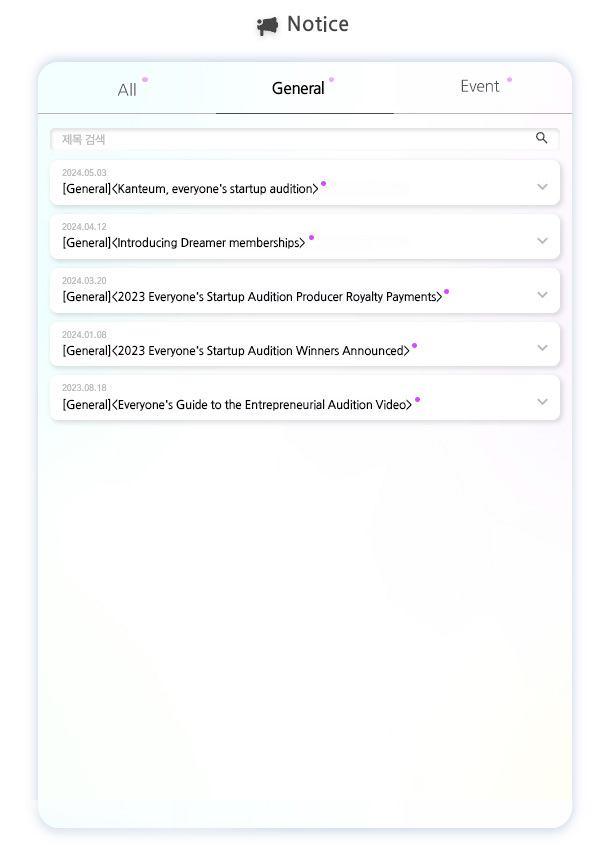 Notice
All
General
Event
제목 검색
2024.05.03
[General]<Kanteum, everyone's startup audition>
2024.04.12
[General]<Introducing Dreamer memberships>
2024.03.20
[General]<2023 Everyone's Startup Audition Producer Royalty Payments>
2024.01.08
[General]<2023 Everyone's Startup Audition Winners Announced>
2023.08.18
[General]<Everyone's Guide to the Entrepreneurial Audition Video>